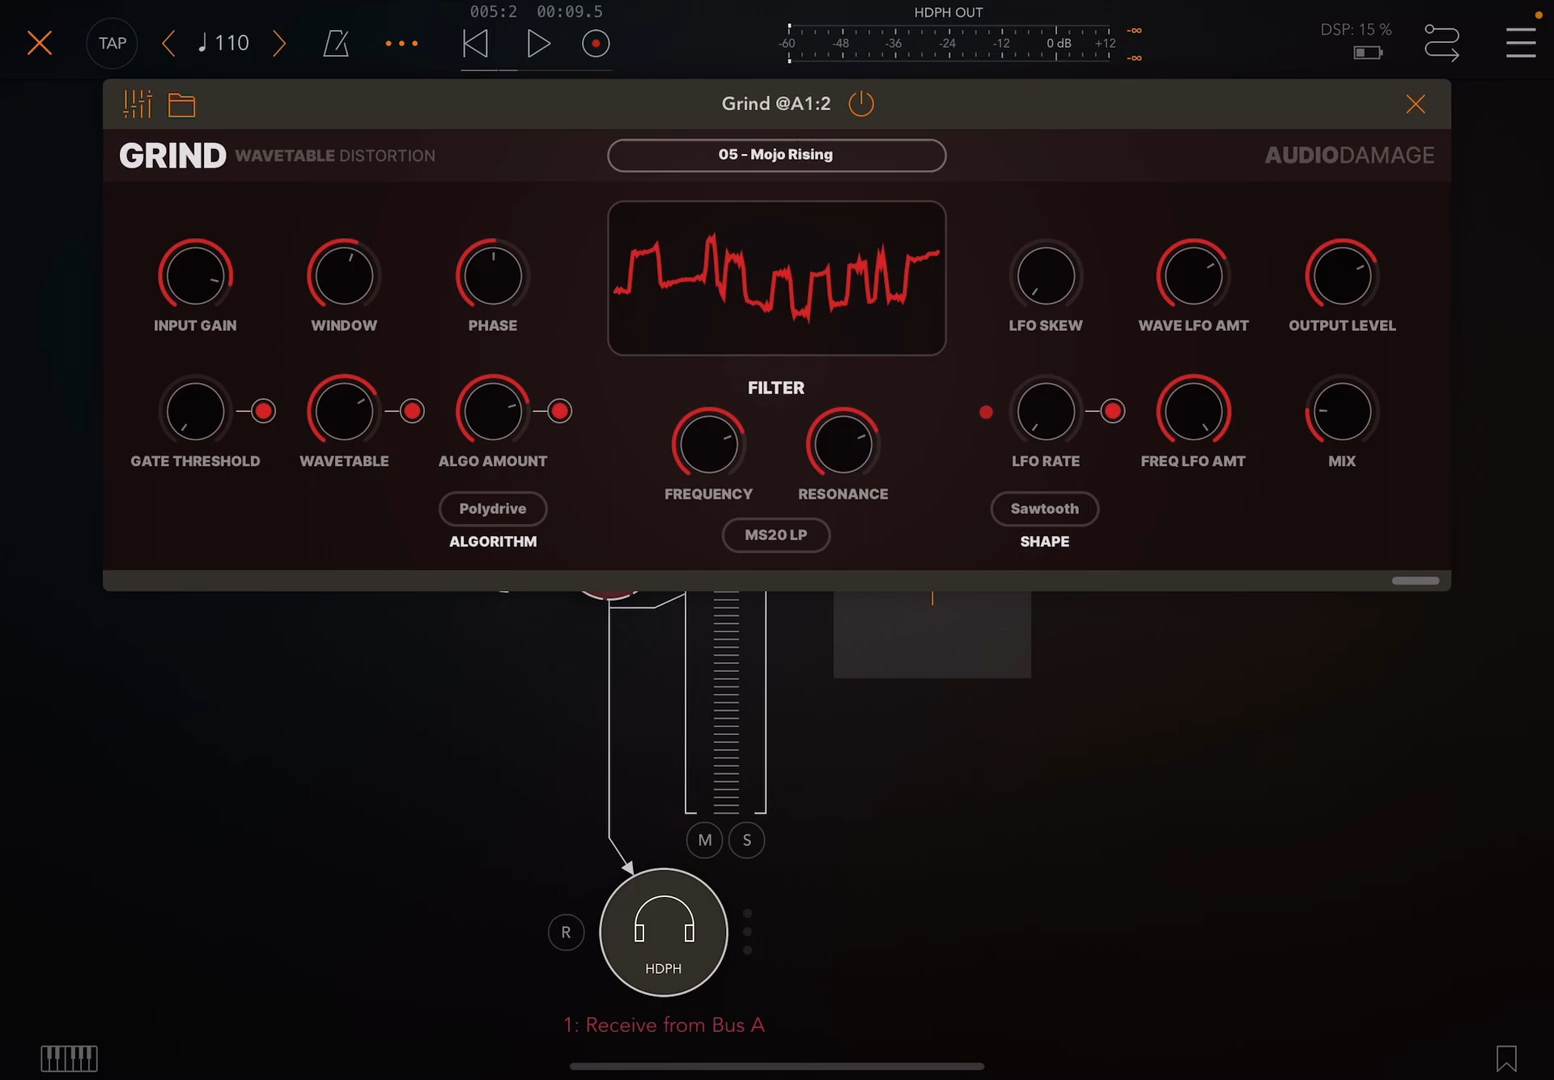 005:2 00:09.5
HDPH OUT
TAP
110
-60 -48 -36 -24 -12 0 dB +12
-∞
-∞
DSP: 15 %
Grind @A1:2
GRIND WAVETABLE DISTORTION
05 - Mojo Rising
AUDIODAMAGE
INPUT GAIN
WINDOW
PHASE
LFO SKEW
WAVE LFO AMT
OUTPUT LEVEL
FILTER
GATE THRESHOLD
WAVETABLE
ALGO AMOUNT
LFO RATE
FREQ LFO AMT
MIX
FREQUENCY
RESONANCE
Polydrive
Sawtooth
MS20 LP
ALGORITHM
SHAPE
M
S
R
HDPH
1: Receive from Bus A